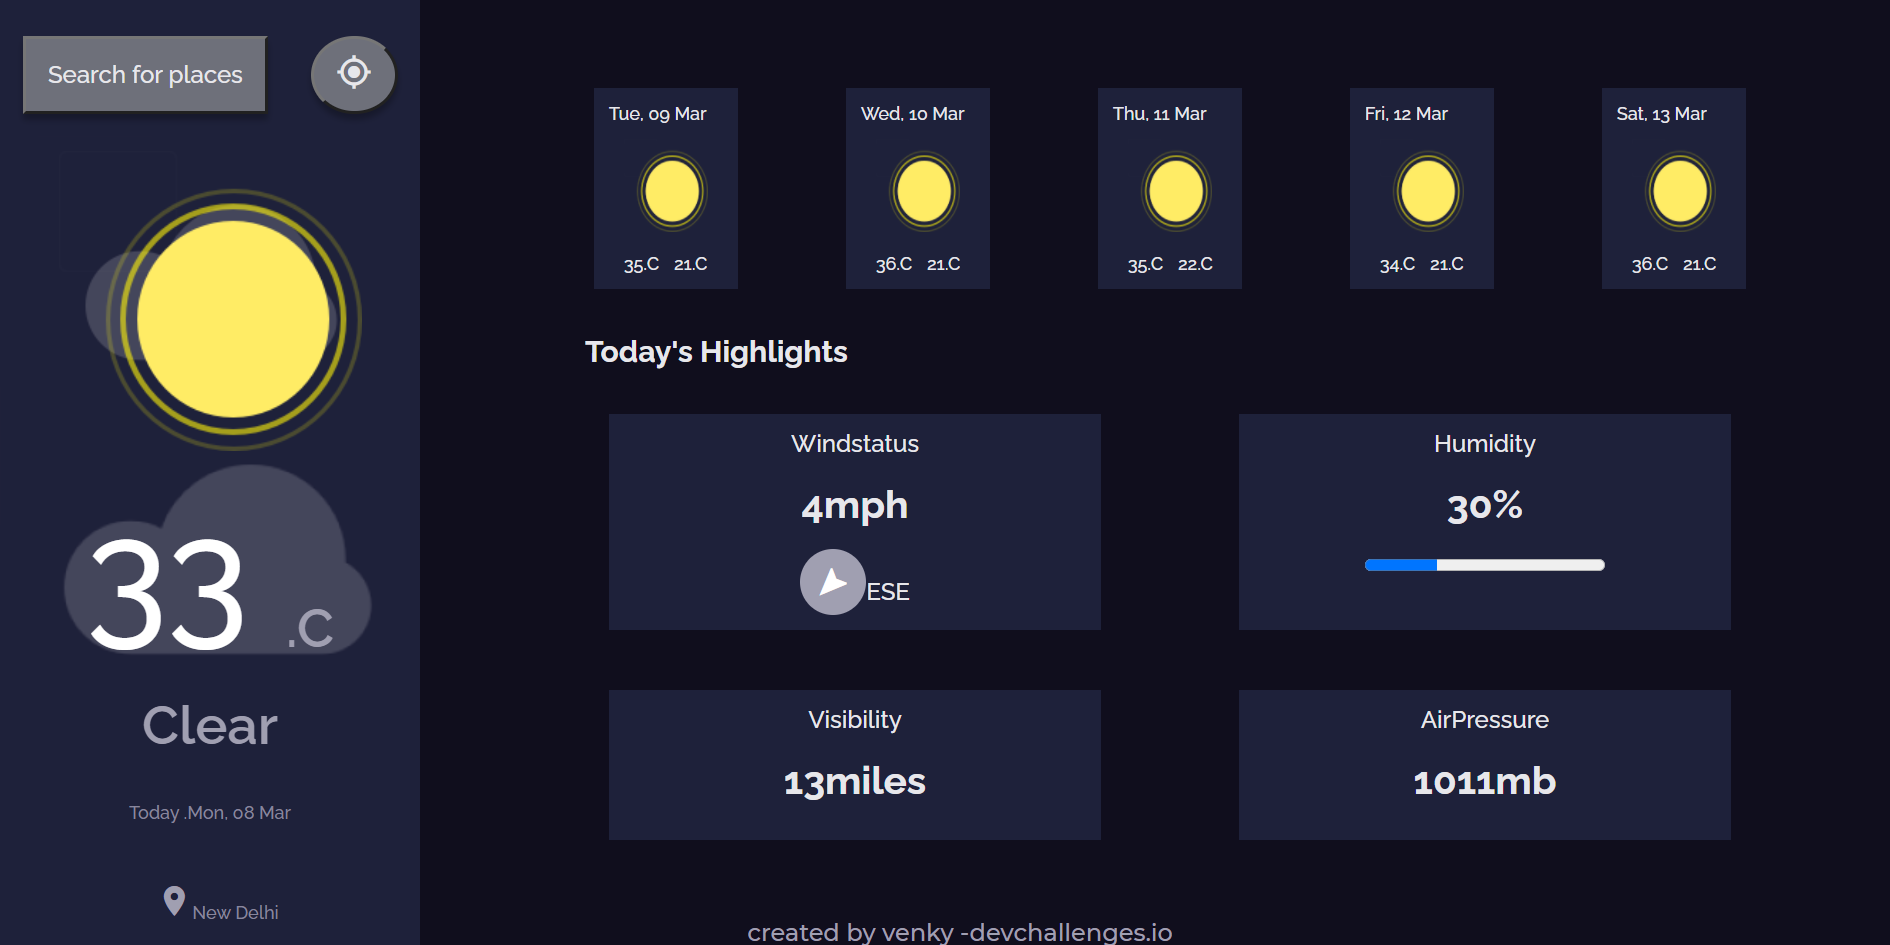 Search for places
33 .C
Clear
Today .Mon, 08 Mar
New Delhi
Tue, 09 Mar
35.C 21.C
Wed, 10 Mar
36.C 21.C
Thu, 11 Mar
35.C 22.C
Fri, 12 Mar
34.C 21.C
Sat, 13 Mar
36.C 21.C
Today's Highlights
Windstatus
4mph
ESE
Humidity
30%
Visibility
13miles
AirPressure
1011mb
created by venky -devchallenges.io